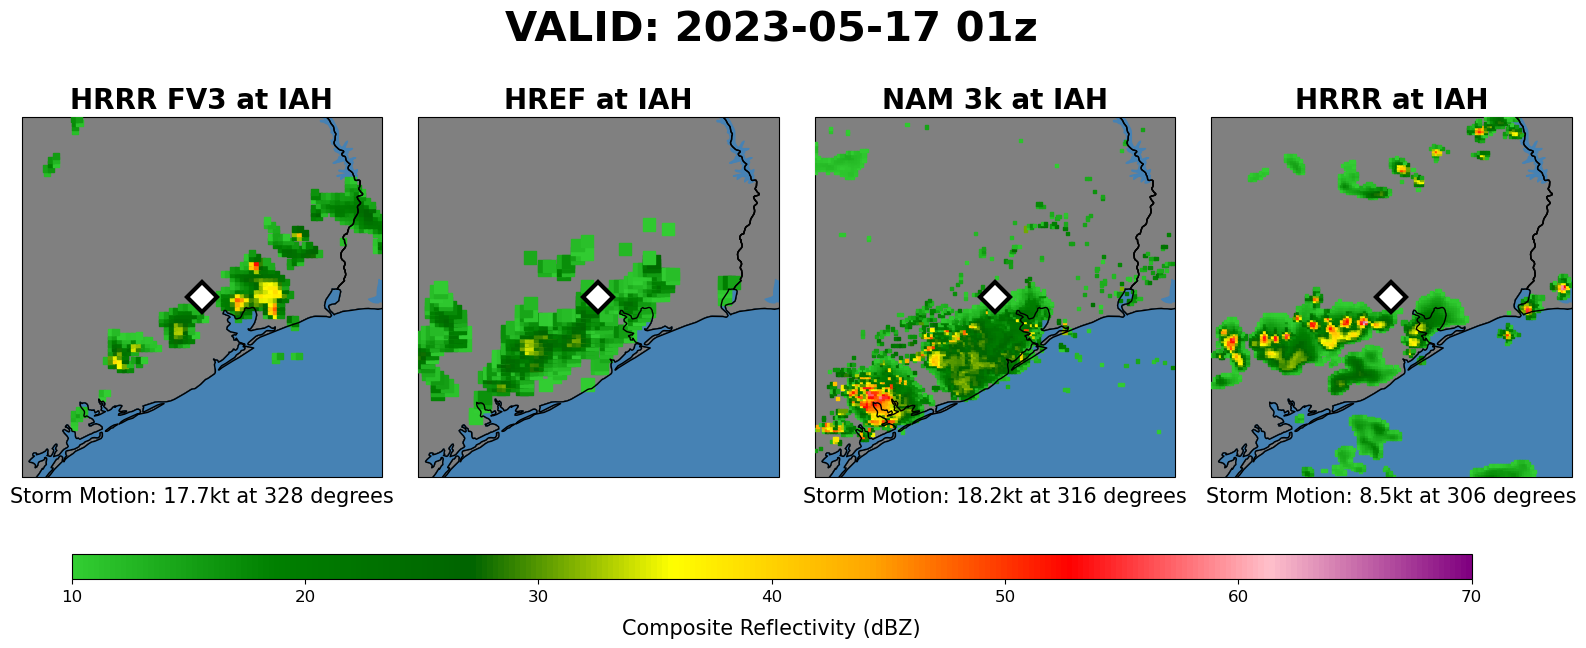 VALID: 2023-05-17 01z
HRRR FV3 at IAH
HREF at IAH
NAM 3k at IAH
HRRR at IAH
Storm Motion: 17.7kt at 328 degrees
Storm Motion: 18.2kt at 316 degrees
Storm Motion: 8.5kt at 306 degrees
10 20 30 40 50 60 70
Composite Reflectivity (dBZ)